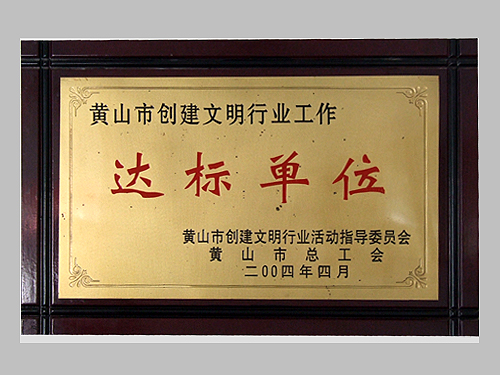 黄山市创建文明行业工作
达标单位
黄山市创建文明行业活动指导委员会
黄山市总工会
二00四年四月